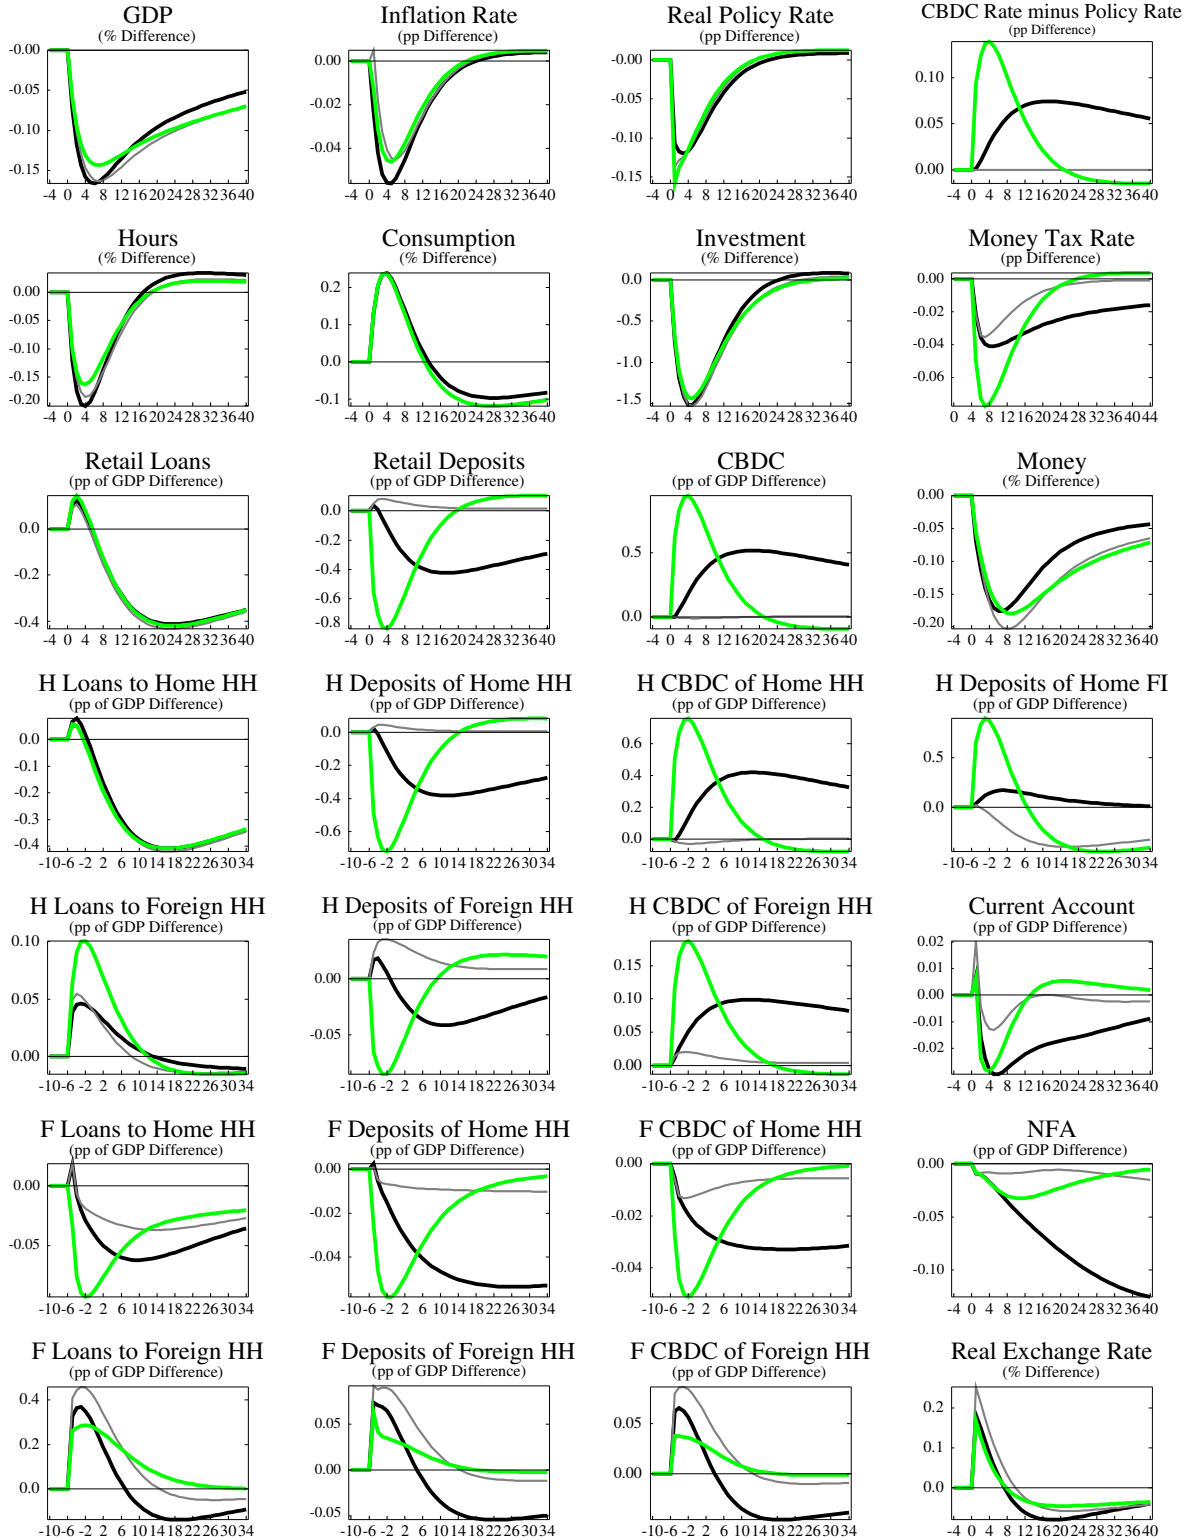 GDP
(% Difference)
-0.00
-0.05
-0.10
-0.15
-4 0 4 8 12 16 20 24 28 32 36 40
Inflation Rate
(pp Difference)
0.00
-0.02
-0.04
-4 0 4 8 12 16 20 24 28 32 36 40
Real Policy Rate
(pp Difference)
-0.00
-0.05
-0.10
-0.15
-4 0 4 8 12 16 20 24 28 32 36 40
CBDC Rate minus Policy Rate
(pp Difference)
0.10
0.05
0.00
-4 0 4 8 12 16 20 24 28 32 36 40
Hours
(% Difference)
0.00
-0.05
-0.10
-0.15
-0.20
-4 0 4 8 12 16 20 24 28 32 36 40
Consumption
(% Difference)
0.2
0.1
0.0
-0.1
-4 0 4 8 12 16 20 24 28 32 36 40
Investment
(% Difference)
0.0
-0.5
-1.0
-1.5
-4 0 4 8 12 16 20 24 28 32 36 40
Money Tax Rate
(pp Difference)
0.00
-0.02
-0.04
-0.06
0 4 8 12 16 20 24 28 32 36 40 44
Retail Loans
(pp of GDP Difference)
0.0
-0.2
-0.4
-4 0 4 8 12 16 20 24 28 32 36 40
Retail Deposits
(pp of GDP Difference)
0.0
-0.2
-0.4
-0.6
-0.8
-4 0 4 8 12 16 20 24 28 32 36 40
CBDC
(pp of GDP Difference)
0.5
0.0
-4 0 4 8 12 16 20 24 28 32 36 40
Money
(% Difference)
0.00
-0.05
-0.10
-0.15
-0.20
-4 0 4 8 12 16 20 24 28 32 36 40
H Loans to Home HH
(pp of GDP Difference)
0.0
-0.1
-0.2
-0.3
-0.4
-10 -6 -2 2 6 10 14 18 22 26 30 34
H Deposits of Home HH
(pp of GDP Difference)
0.0
-0.2
-0.4
-0.6
-10 -6 -2 2 6 10 14 18 22 26 30 34
H CBDC of Home HH
(pp of GDP Difference)
0.6
0.4
0.2
0.0
-10 -6 -2 2 6 10 14 18 22 26 30 34
H Deposits of Home FI
(pp of GDP Difference)
0.5
0.0
-10 -6 -2 2 6 10 14 18 22 26 30 34
H Loans to Foreign HH
(pp of GDP Difference)
0.10
0.05
0.00
-10 -6 -2 2 6 10 14 18 22 26 30 34
H Deposits of Foreign HH
(pp of GDP Difference)
0.00
-0.05
-10 -6 -2 2 6 10 14 18 22 26 30 34
H CBDC of Foreign HH
(pp of GDP Difference)
0.15
0.10
0.05
0.00
-10 -6 -2 2 6 10 14 18 22 26 30 34
Current Account
(pp of GDP Difference)
0.02
0.01
0.00
-0.01
-0.02
-4 0 4 8 12 16 20 24 28 32 36 40
F Loans to Home HH
(pp of GDP Difference)
0.00
-0.05
-10 -6 -2 2 6 10 14 18 22 26 30 34
F Deposits of Home HH
(pp of GDP Difference)
0.00
-0.02
-0.04
-10 -6 -2 2 6 10 14 18 22 26 30 34
F CBDC of Home HH
(pp of GDP Difference)
0.00
-0.02
-0.04
-10 -6 -2 2 6 10 14 18 22 26 30 34
NFA
(pp of GDP Difference)
0.00
-0.05
-0.10
-4 0 4 8 12 16 20 24 28 32 36 40
F Loans to Foreign HH
(pp of GDP Difference)
0.4
0.2
0.0
-10 -6 -2 2 6 10 14 18 22 26 30 34
F Deposits of Foreign HH
(pp of GDP Difference)
0.05
0.00
-0.05
-10 -6 -2 2 6 10 14 18 22 26 30 34
F CBDC of Foreign HH
(pp of GDP Difference)
0.05
0.00
-10 -6 -2 2 6 10 14 18 22 26 30 34
Real Exchange Rate
(% Difference)
0.2
0.1
0.0
-4 0 4 8 12 16 20 24 28 32 36 40